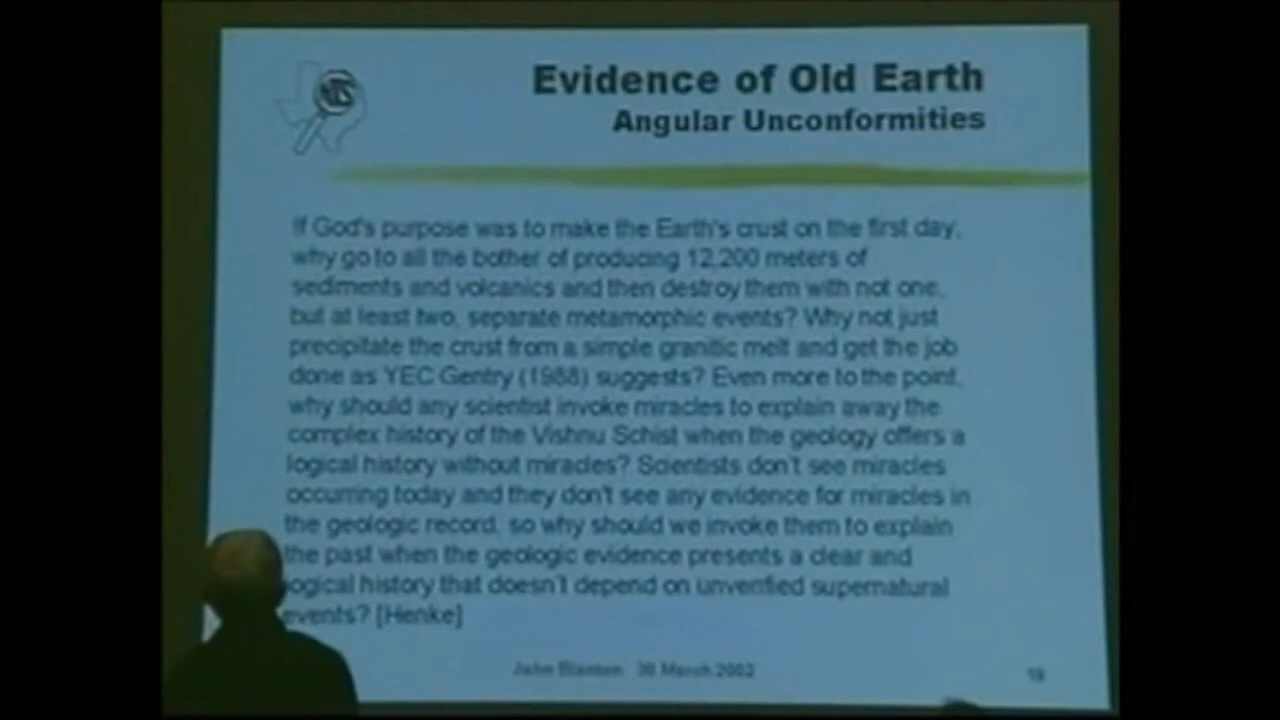 NTS
Evidence of Old Earth
Angular Unconformities
If God's purpose was to make the Earth's crust on the first day,
why go to all the bother of producing 12,200 meters of
sediments and volcanics and then destroy them with not one,
but at least two, separate metamorphic events? Why not just
precipitate the crust from a simple granitic melt and get the job
done as YEC Gentry (1988) suggests? Even more to the point,
why should any scientist invoke miracles to explain away the
complex history of the Vishnu Schist when the geology offers a
logical history without miracles? Scientists don't see miracles
occurring today and they don't see any evidence for miracles in
the geologic record, so why should we invoke them to explain
the past when the geologic evidence presents a clear and
ogical history that doesn't depend on unverified supernatural
events? [Henke]
John Blanton 30 March 2002